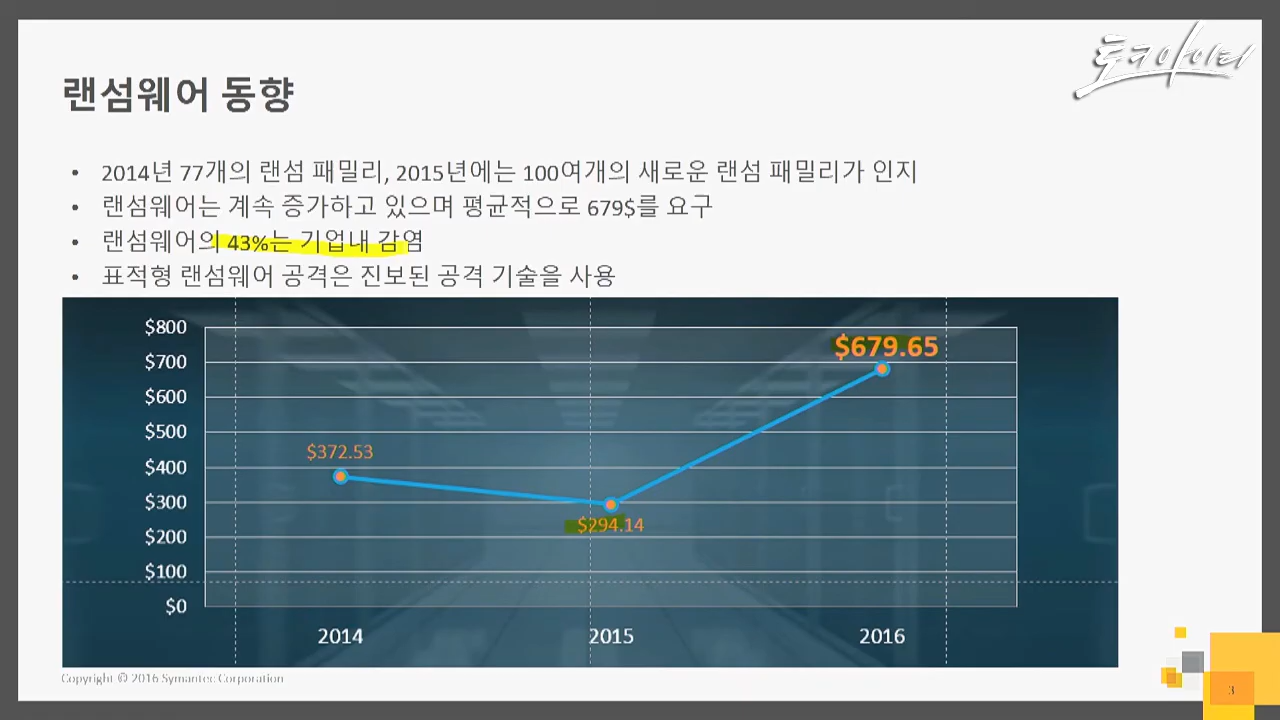 토크아이티
랜섬웨어 동향
• 2014년 77개의 랜섬 패밀리, 2015년에는 100여개의 새로운 랜섬 패밀리가 인지
• 랜섬웨어는 계속 증가하고 있으며 평균적으로 679$를 요구
• 랜섬웨어의 43%는 기업내 감염
• 표적형 랜섬웨어 공격은 진보된 공격 기술을 사용
$800
$700
$600
$500
$400
$300
$200
$100
$0
$372.53
$294.14
$679.65
2014
2015
2016
Copyright © 2016 Symantec Corporation
3